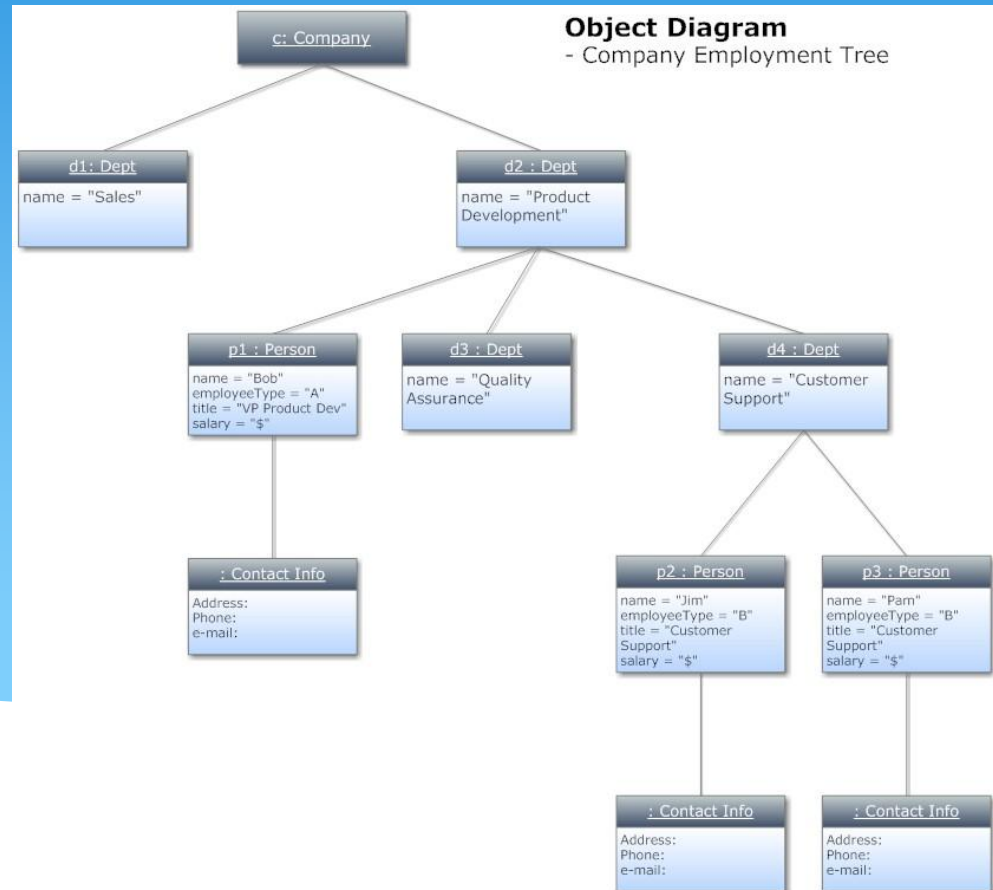 Object Diagram
- Company Employment Tree
c: Company
d1: Dept
name = "Sales"
d2 : Dept
name = "Product
Development"
p1 : Person
name = "Bob"
employeeType = "A"
title = "VP Product Dev"
salary = "$"
d3 : Dept
name = "Quality
Assurance"
d4 : Dept
name = "Customer
Support"
: Contact Info
Address:
Phone:
e-mail:
p2 : Person
name = "Jim"
employeeType = "B"
title = "Customer
Support"
salary = "$"
p3 : Person
name = "Pam"
employeeType = "B"
title = "Customer
Support"
salary = "$"
: Contact Info
Address:
Phone:
e-mail:
: Contact Info
Address:
Phone:
e-mail: